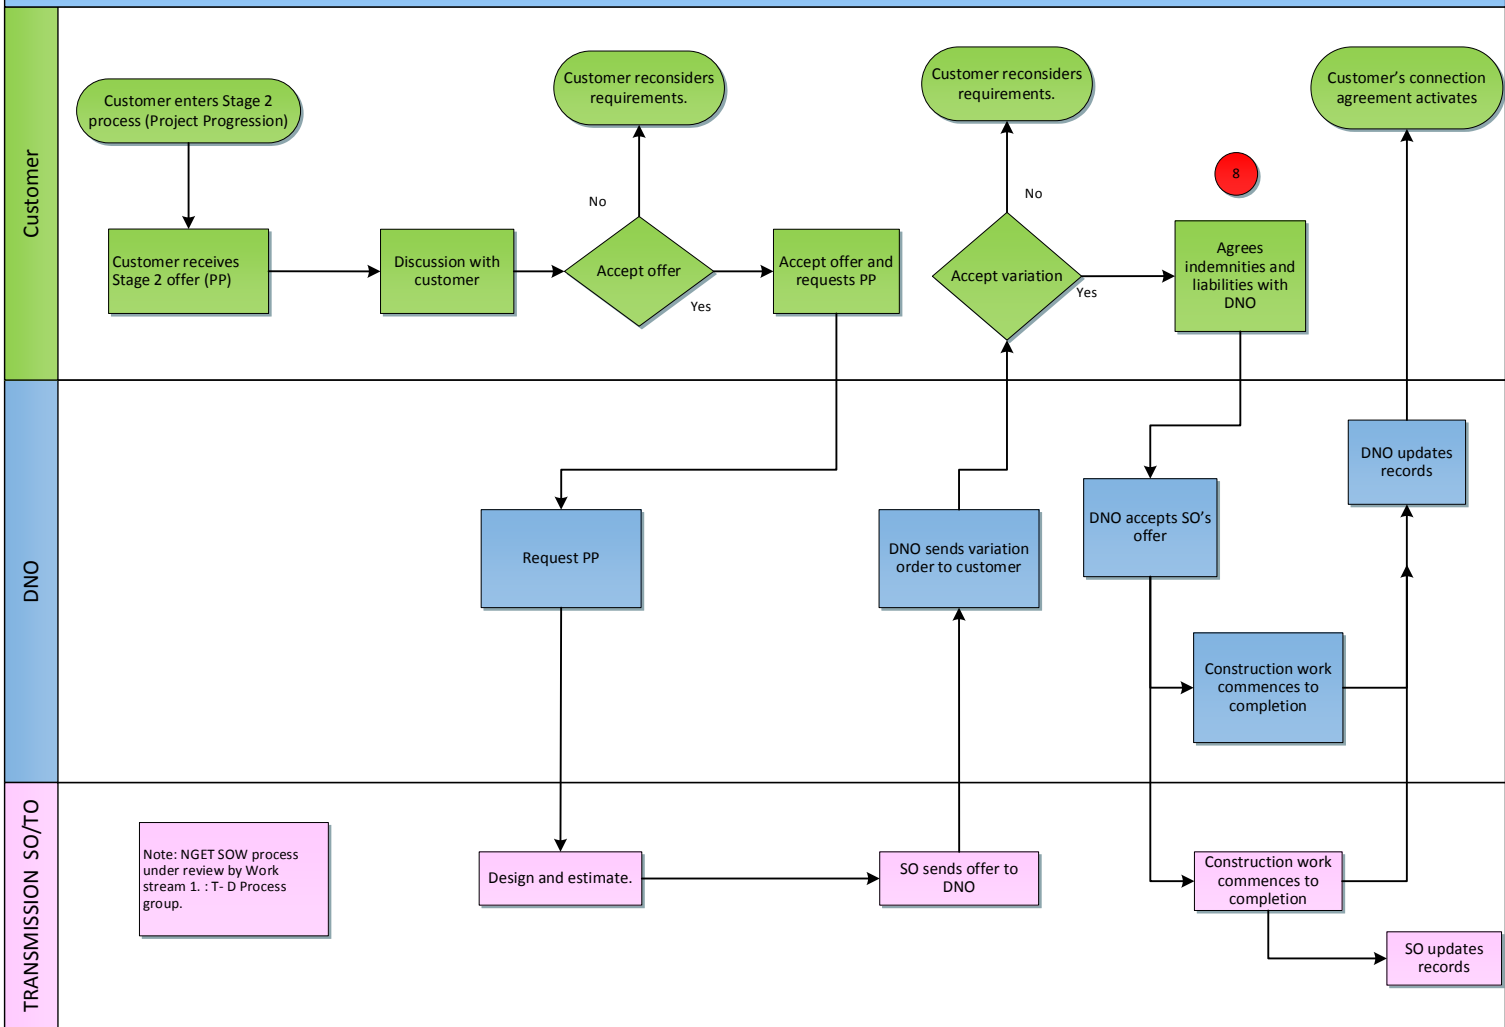 Customer
Customer enters Stage 2
process (Project Progression)
Customer reconsiders
requirements.
Customer reconsiders
requirements.
Customer's connection
agreement activates
8
No
No
Customer receives
Stage 2 offer (PP)
Discussion with
customer
Accept offer
Yes
Accept offer and
requests PP
Accept variation
Yes
Agrees
indemnities and
liabilities with
DNO
DNO
Request PP
DNO sends variation
order to customer
DNO accepts SO's
offer
DNO updates
records
Construction work
commences to
completion
TRANSMISSION SO/TO
Note: NGET SOW process
under review by Work
stream 1. : T- D Process
group.
Design and estimate.
SO sends offer to
DNO
Construction work
commences to
completion
SO updates
records